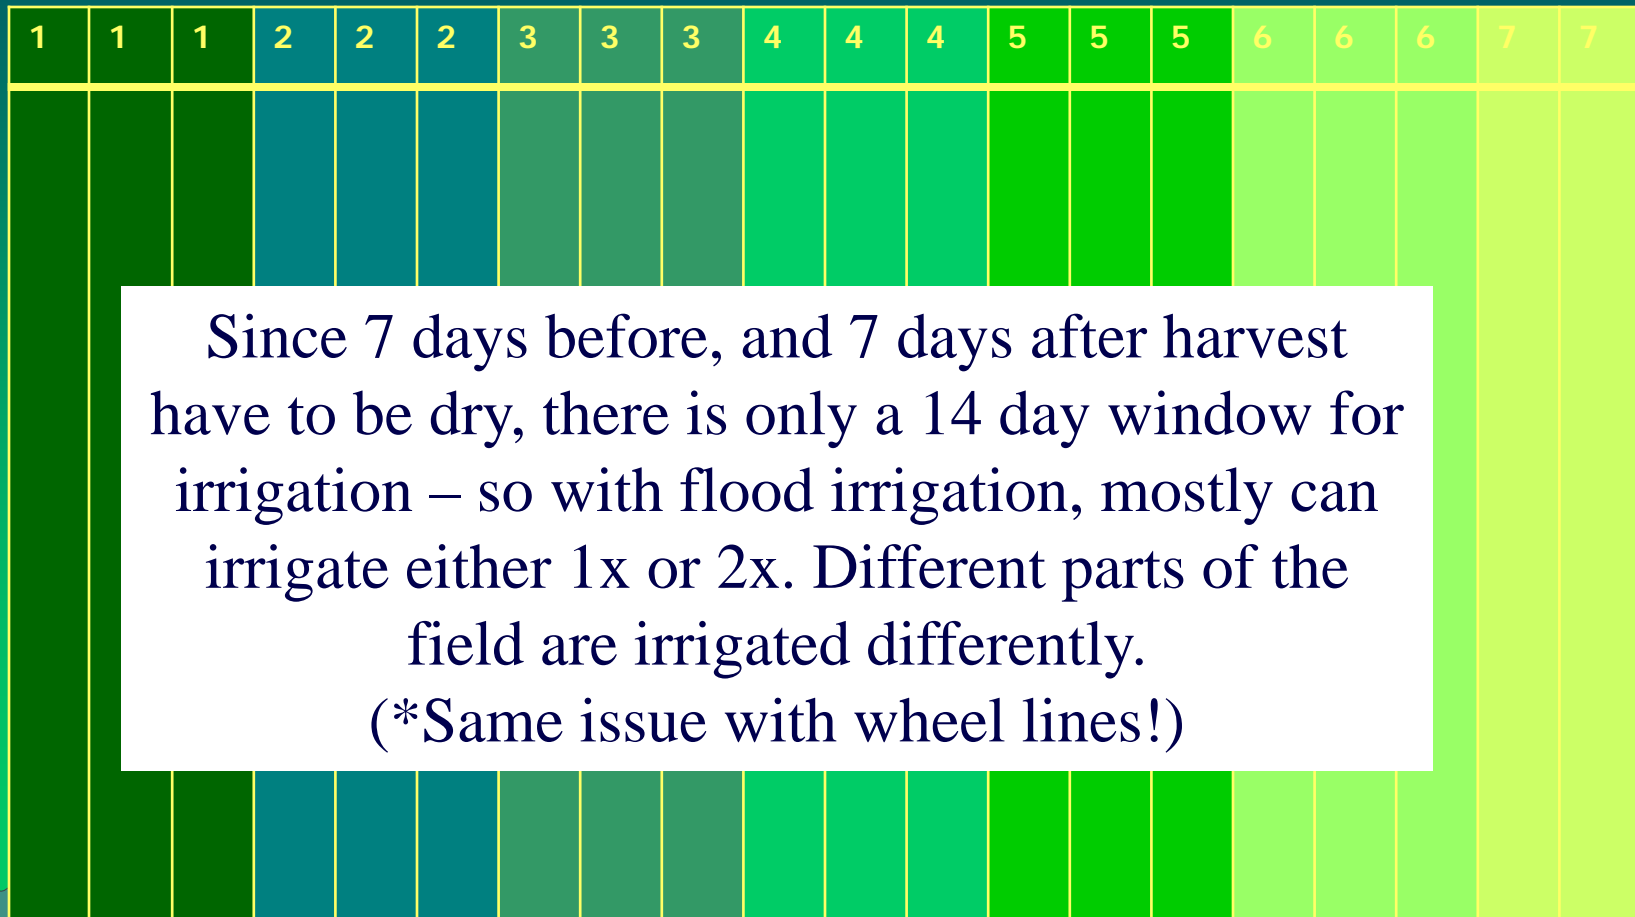 1 1 1 2 2 2 3 3 3 4 4 4 5 5 5 6 6 6 7 7
Since 7 days before, and 7 days after harvest
have to be dry, there is only a 14 day window for
irrigation – so with flood irrigation, mostly can
irrigate either 1x or 2x. Different parts of the
field are irrigated differently.
(*Same issue with wheel lines!)